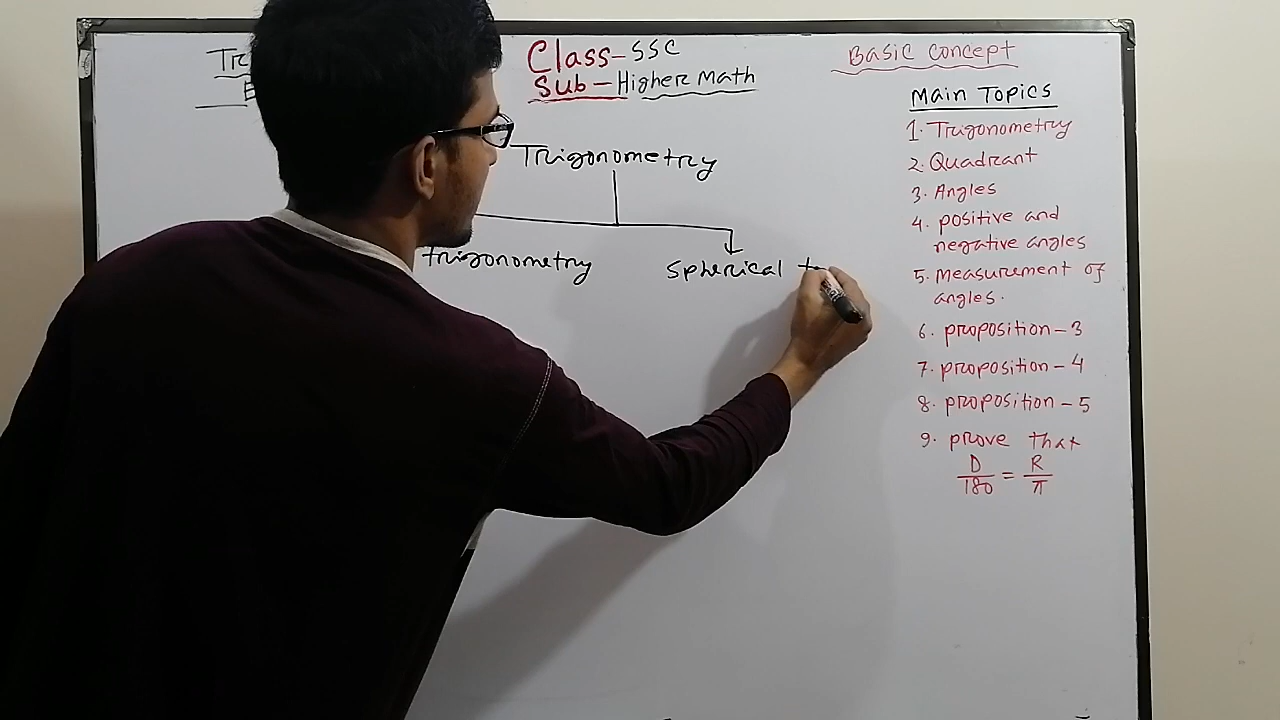 Class-SSC
Sub-Higher Math
Basic Concept
Trigonometry
trigonometry
Spherical
Main Topics
1. Trigonometry
2. Quadrant
3. Angles
4. positive and
negative angles
5. Measurement of
angles.
6. proposition-3
7. proposition-4
8. proposition-5
9. prove that
D/180 = R/π